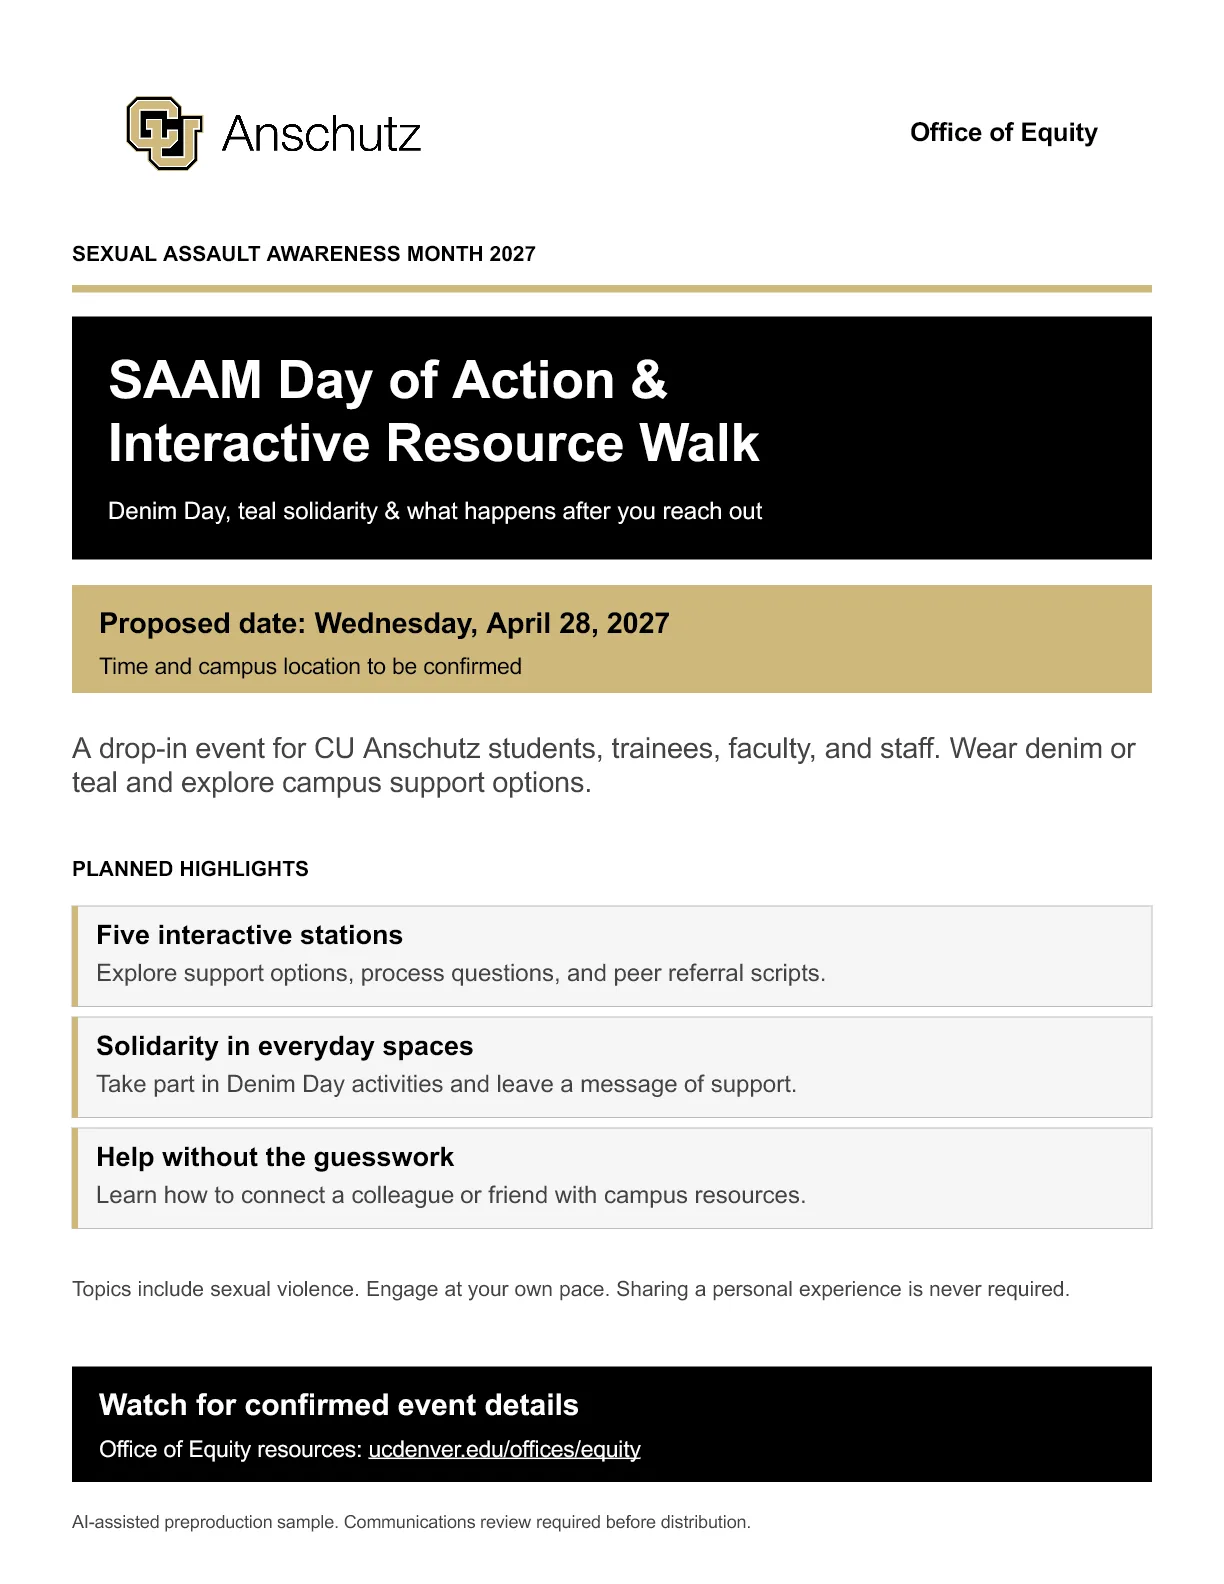 CU Anschutz
Office of Equity
SEXUAL ASSAULT AWARENESS MONTH 2027
SAAM Day of Action &
Interactive Resource Walk
Denim Day, teal solidarity & what happens after you reach out
Proposed date: Wednesday, April 28, 2027
Time and campus location to be confirmed
A drop-in event for CU Anschutz students, trainees, faculty, and staff. Wear denim or
teal and explore campus support options.
PLANNED HIGHLIGHTS
Five interactive stations
Explore support options, process questions, and peer referral scripts.
Solidarity in everyday spaces
Take part in Denim Day activities and leave a message of support.
Help without the guesswork
Learn how to connect a colleague or friend with campus resources.
Topics include sexual violence. Engage at your own pace. Sharing a personal experience is never required.
Watch for confirmed event details
Office of Equity resources: ucdenver.edu/offices/equity
AI-assisted preproduction sample. Communications review required before distribution.